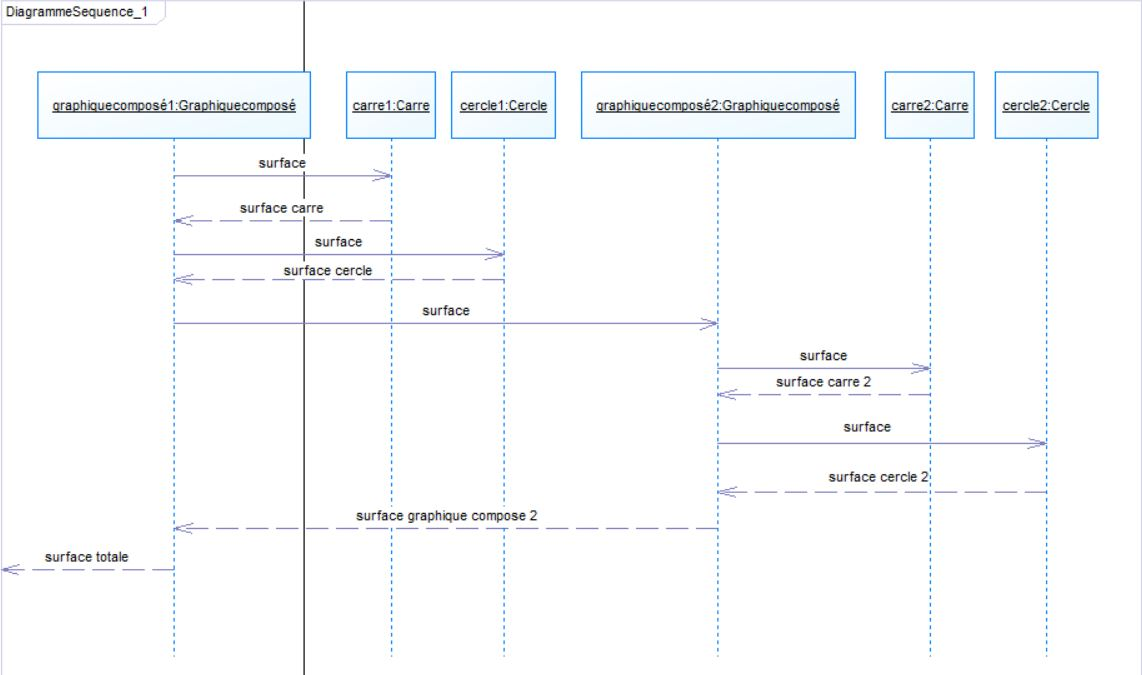 DiagrammeSequence_1
graphiquecomposé1:Graphiquecomposé
carre1:Carre
cercle1:Cercle
graphiquecomposé2:Graphiquecomposé
carre2:Carre
cercle2:Cercle
surface
surface carre
surface
surface cercle
surface
surface
surface carre 2
surface
surface cercle 2
surface graphique compose 2
surface totale